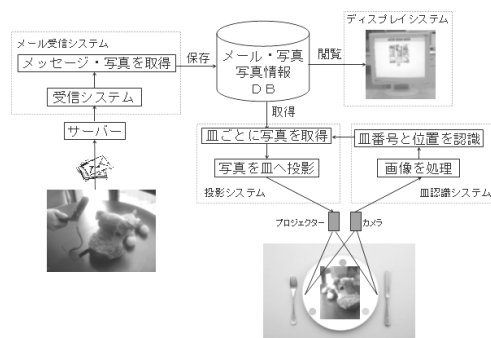 ディスプレイシステム
メール受信システム
メッセージ・写真を取得
保存
メール・写真
写真情報
DB
閲覧
受信システム
取得
サーバー
皿ごとに写真を取得
皿番号と位置を認識
写真を皿へ投影
画像を処理
投影システム
皿認識システム
プロジェクター
カメラ